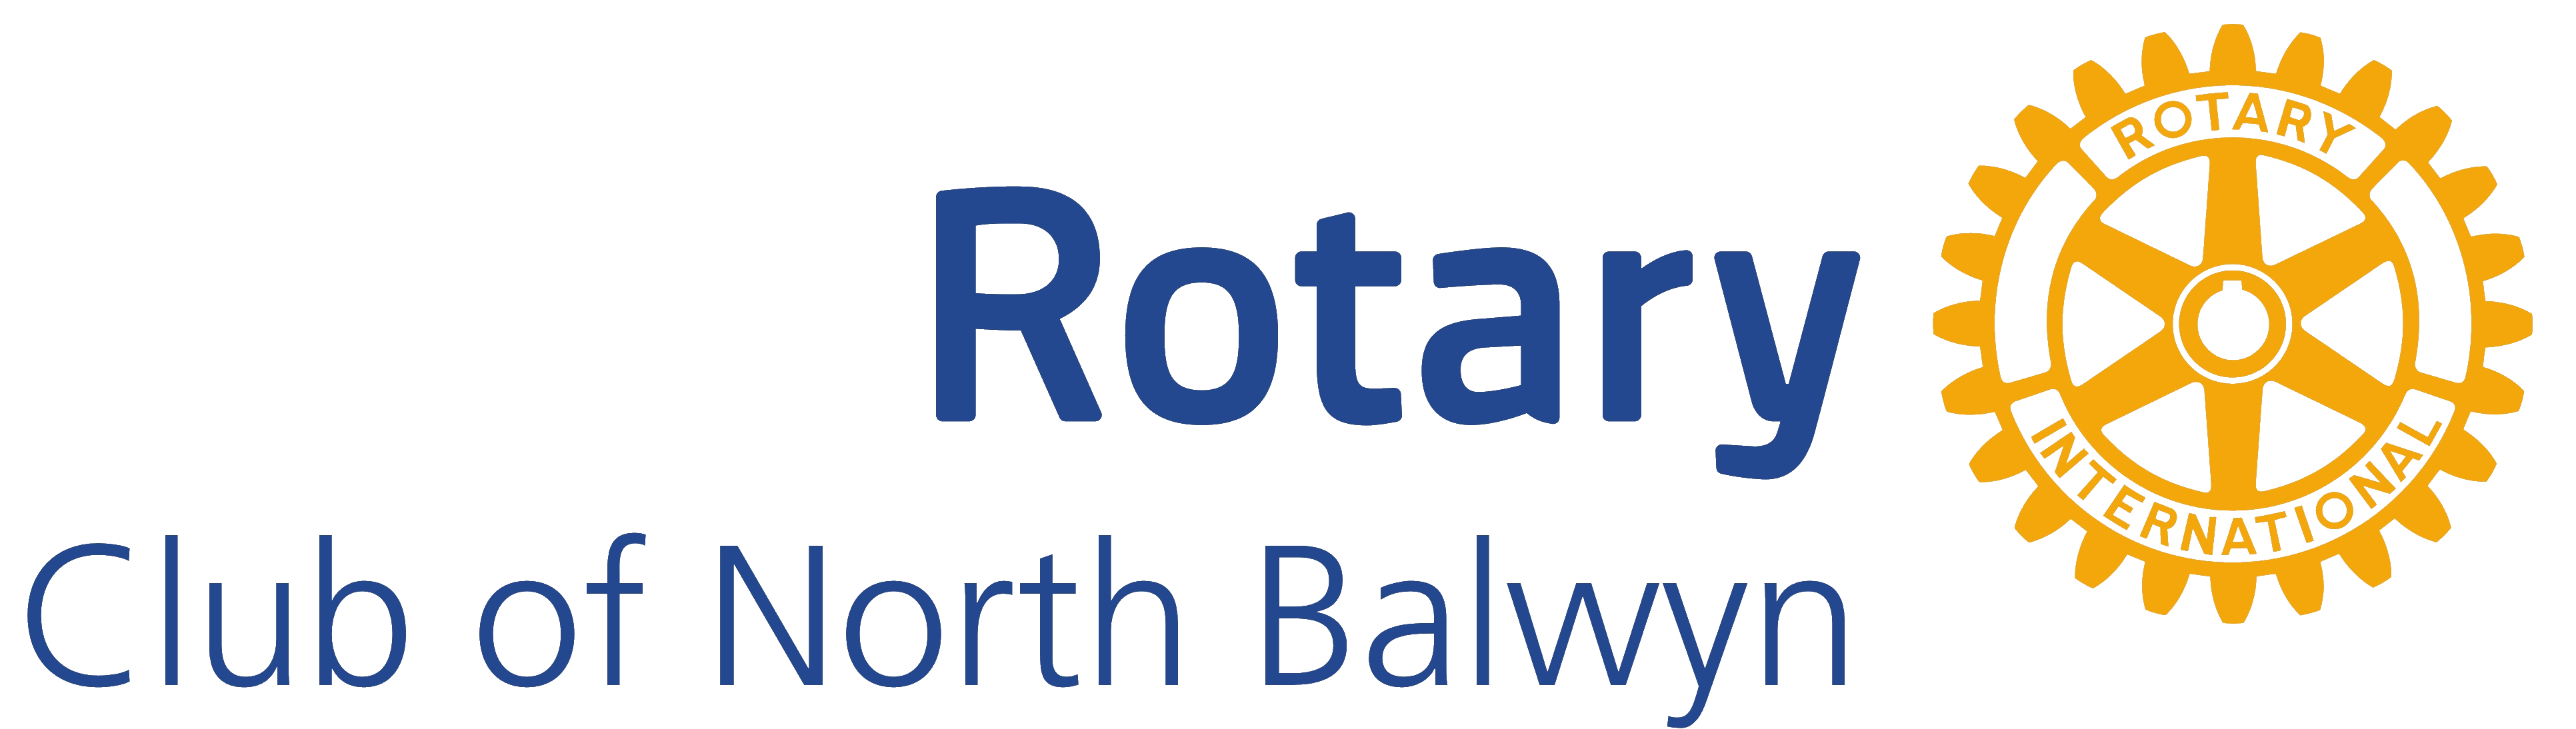 Rotary
Club of North Balwyn
ROTARY
INTERNATIONAL